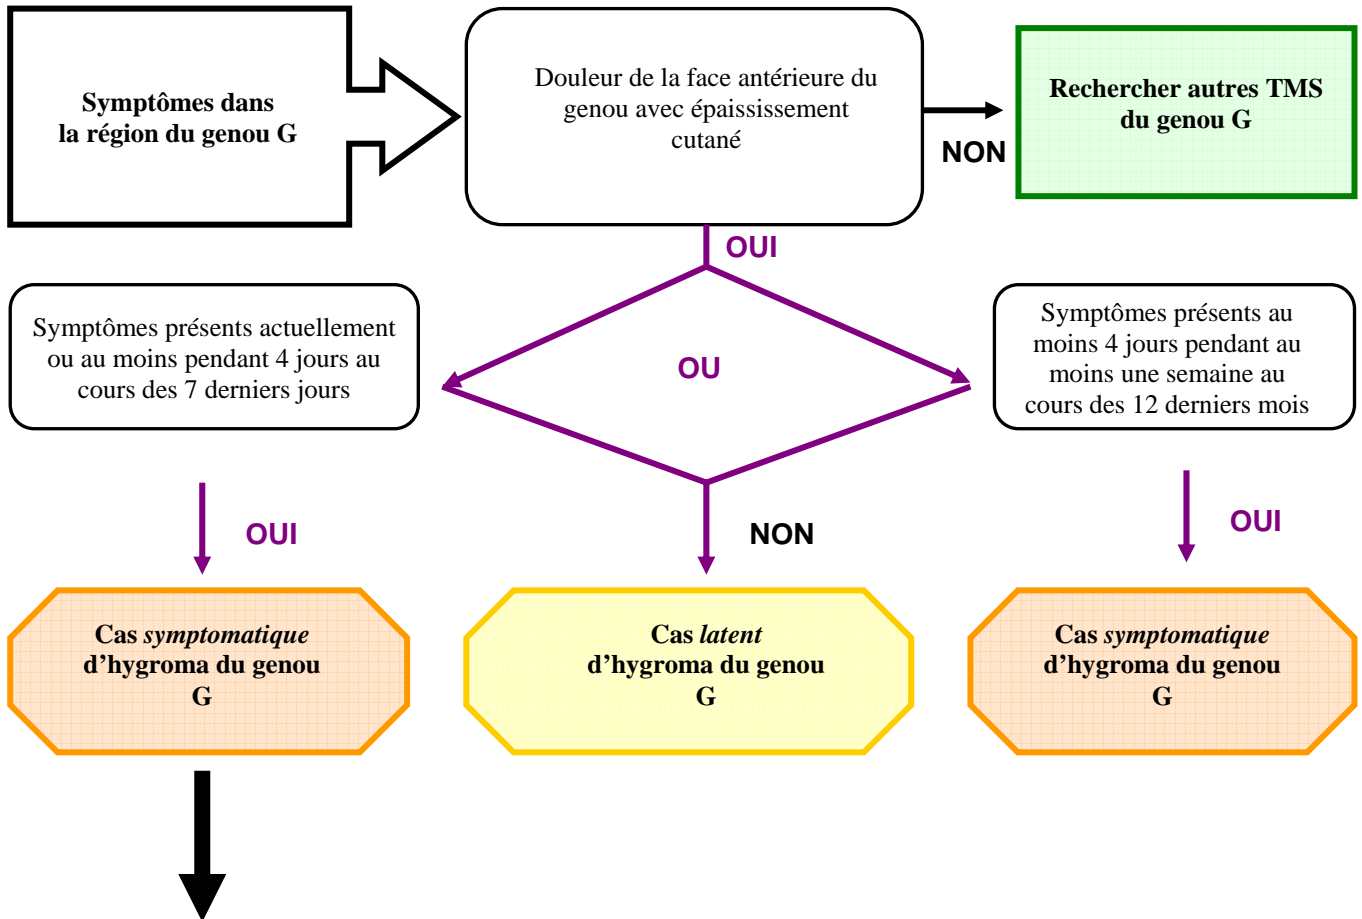 Symptômes dans
la région du genou G
Douleur de la face antérieure du
genou avec épaississement
cutané
NON
Rechercher autres TMS
du genou G
OUI
Symptômes présents actuellement
ou au moins pendant 4 jours au
cours des 7 derniers jours
OU
Symptômes présents au
moins 4 jours pendant au
moins une semaine au
cours des 12 derniers mois
OUI
NON
OUI
Cas symptomatique
d’hygroma du genou
G
Cas latent
d’hygroma du genou
G
Cas symptomatique
d’hygroma du genou
G